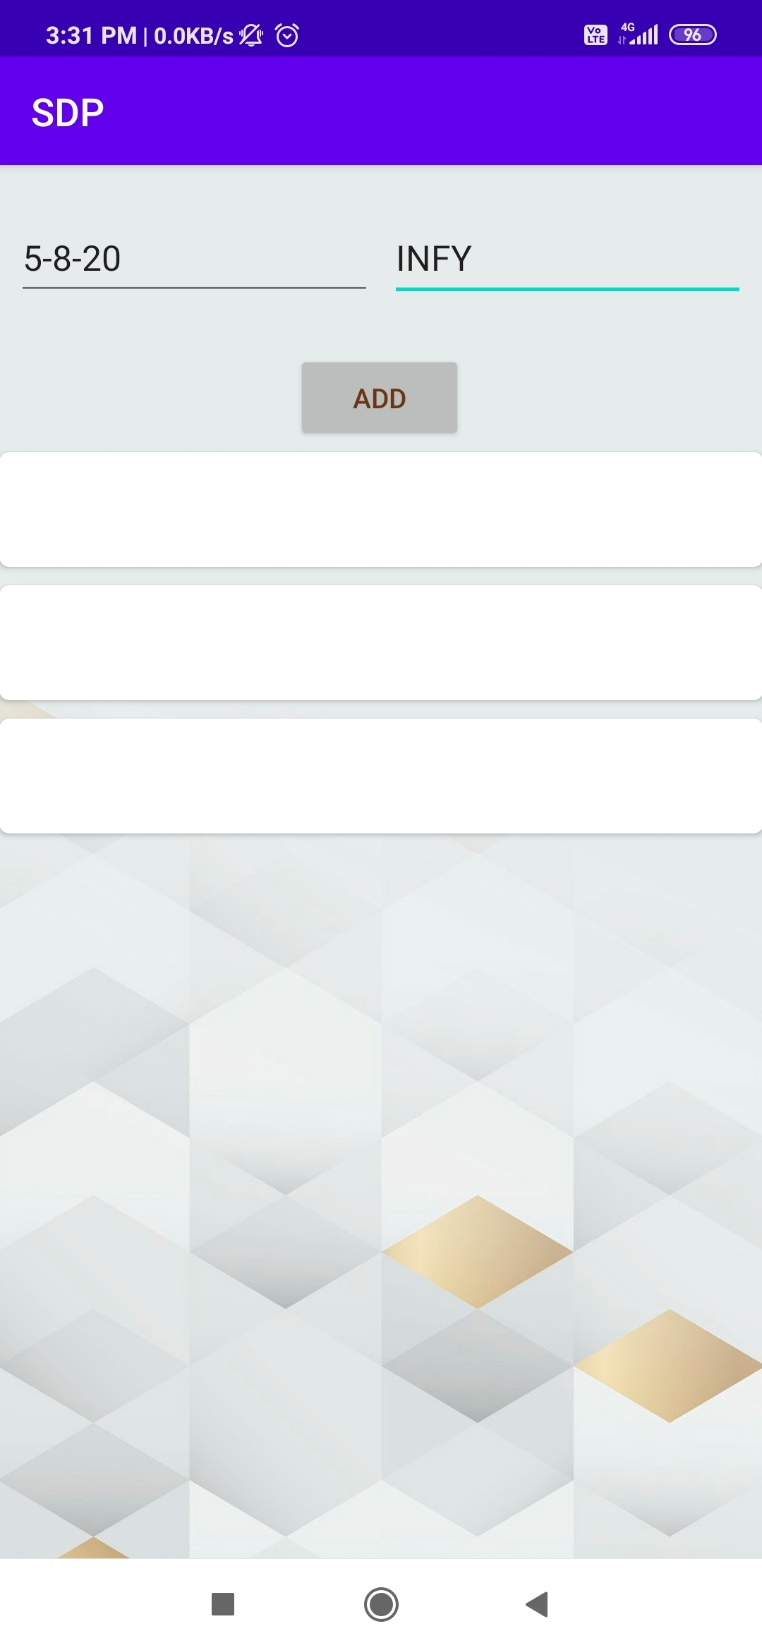 3:31 PM | 0.0KB/s Vo LTE 4G 96
SDP
5-8-20 INFY
ADD